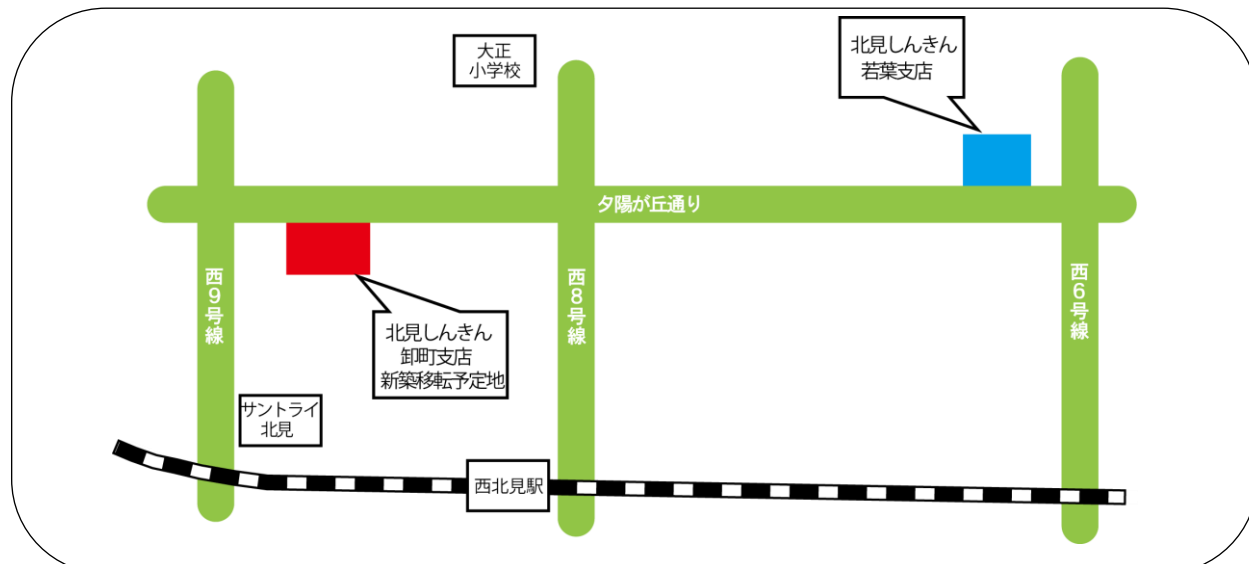 大正
小学校
北見しんきん
若葉支店
夕陽が丘通り
西9号線
西8号線
西6号線
北見しんきん
卸町支店
新築移転予定地
サントライ
北見
西北見駅